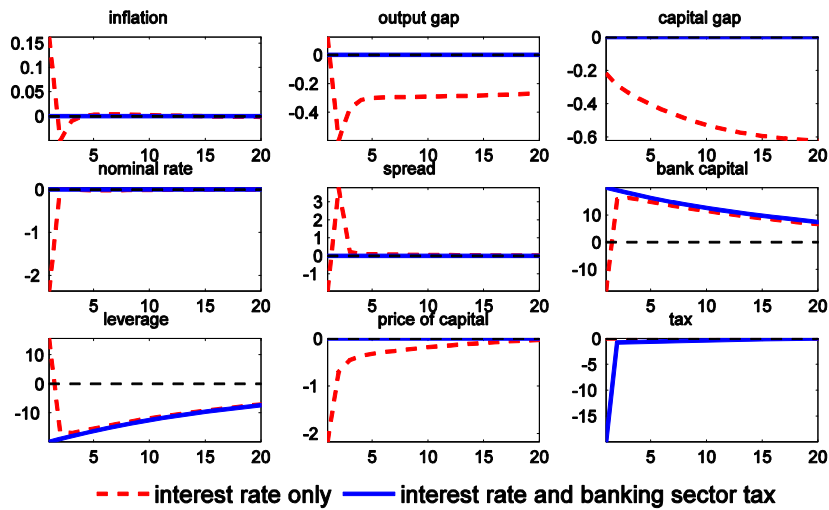 inflation output gap capital gap
0.15 0 0
0.1 -0.2 -0.2
0.05 -0.4 -0.4
0 -0.6
5 10 15 20 5 10 15 20 5 10 15 20
nominal rate spread bank capital
0 3 10
-1 2 0
-2 1 -10
0
-1
5 10 15 20 5 10 15 20 5 10 15 20
leverage price of capital tax
10 0 0
0 -1 -5
-10 -2 -10
-15
5 10 15 20 5 10 15 20 5 10 15 20
interest rate only interest rate and banking sector tax